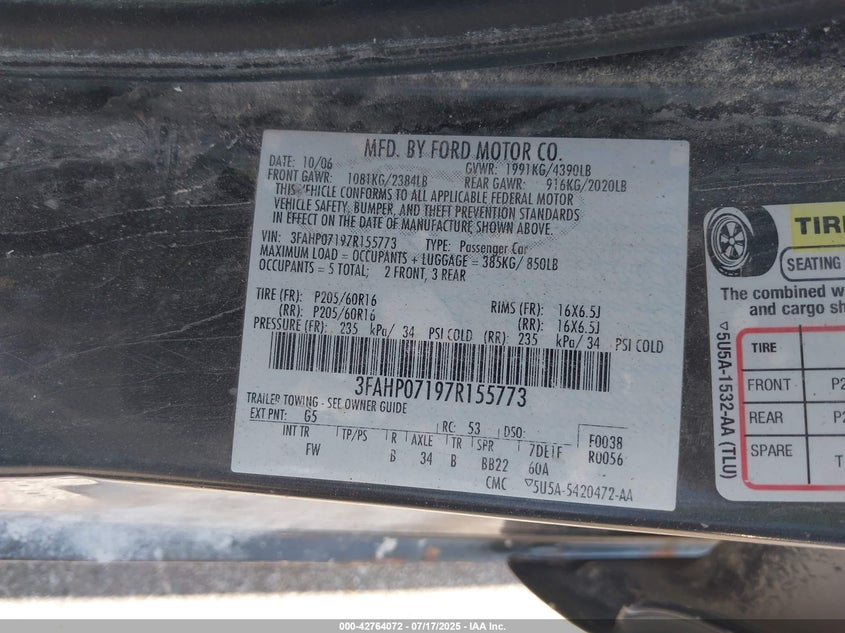 MFD. BY FORD MOTOR CO.
DATE: 10/06 GVWR: 1991KG/4390LB
FRONT GAWR: 1081KG/2384LB REAR GAWR: 916KG/2020LB
THIS VEHICLE CONFORMS TO ALL APPLICABLE FEDERAL MOTOR
VEHICLE SAFETY, BUMPER, AND THEFT PREVENTION STANDARDS
IN EFFECT ON THE DATE OF MANUFACTURE SHOWN ABOVE.
VIN: 3FAHP07197R155773 TYPE: Passenger Car
MAXIMUM LOAD = OCCUPANTS + LUGGAGE = 385KG/ 850LB
OCCUPANTS = 5 TOTAL; 2 FRONT, 3 REAR
TIRE (FR): P205/60R16 RIMS (FR): 16X6.5J
(RR): P205/60R16 (RR): 16X6.5J
PRESSURE (FR): 235 kPa/ 34 PSI COLD (RR): 235 kPa/ 34 PSI COLD
3FAHP07197R155773
TRAILER TOWING - SEE OWNER GUIDE
EXT PNT: G5 RC: 53 DSO: F0038
INT TR TP/PS R AXLE TR SPR 7DE1F R0056
FW B 34 B BB22 60A
CMC 5U5A-5420472-AA
TIRE
SEATING
The combined
and cargo
TIRE
FRONT
REAR
SPARE T
5U5A-1532-AA (TLU)
000-42764072 - 07/17/2025 - IAA Inc.